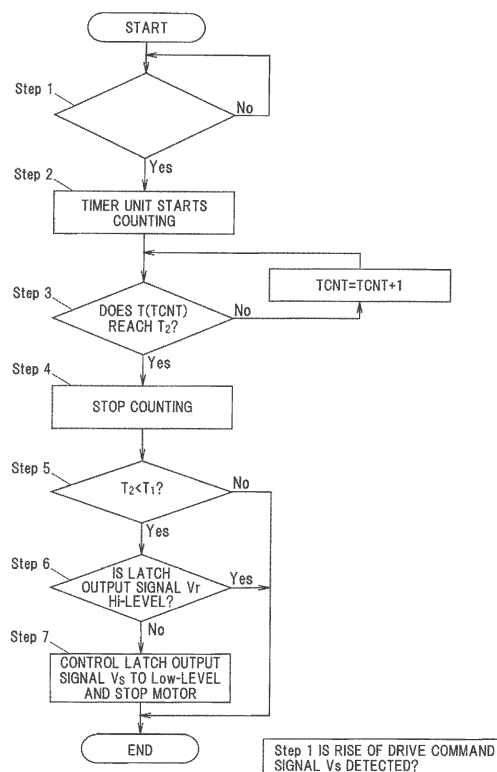 START
Step 1
No
Yes
Step 2
TIMER UNIT STARTS
COUNTING
Step 3
DOES T(TCNT)
REACH T₂?
No
TCNT=TCNT+1
Yes
Step 4
STOP COUNTING
Step 5
T₂<T₁?
No
Yes
Step 6
IS LATCH
OUTPUT SIGNAL Vr
Hi-LEVEL?
Yes
No
Step 7
CONTROL LATCH OUTPUT
SIGNAL Vs TO Low-LEVEL
AND STOP MOTOR
END
Step 1 IS RISE OF DRIVE COMMAND
SIGNAL Vs DETECTED?